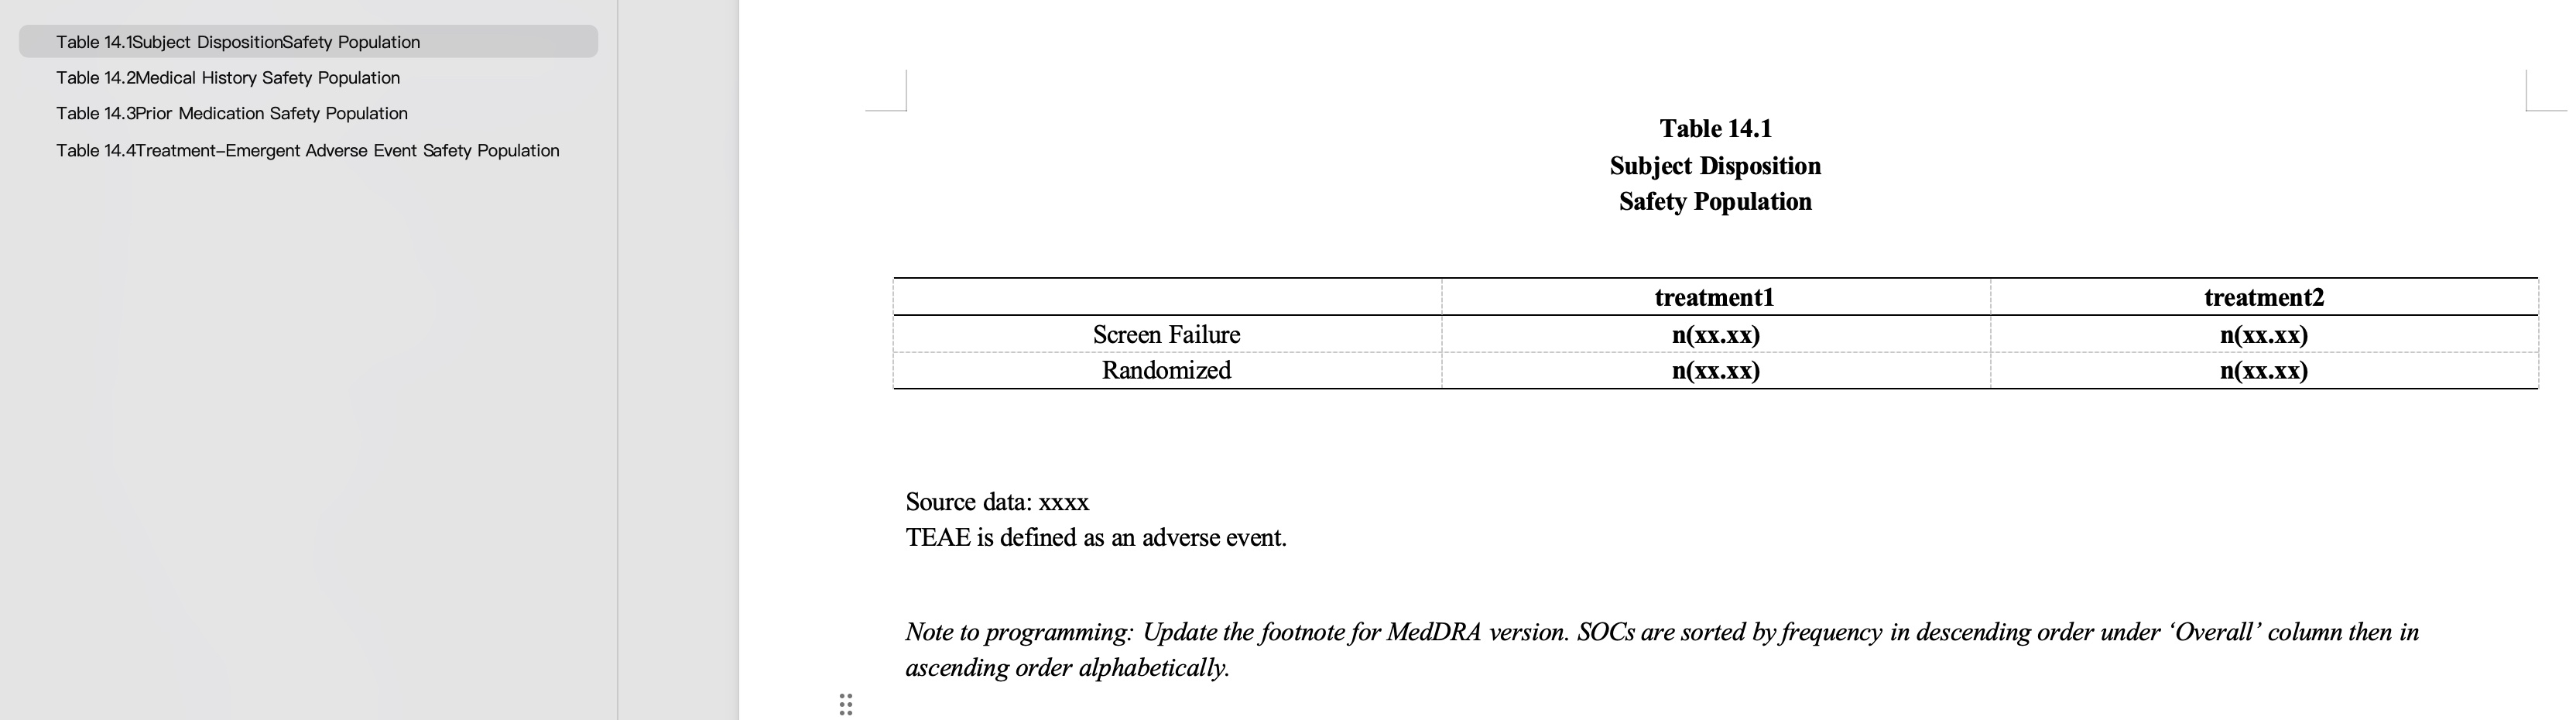 Table 14.1Subject DispositionSafety Population
Table 14.2Medical History Safety Population
Table 14.3Prior Medication Safety Population
Table 14.4Treatment-Emergent Adverse Event Safety Population
Table 14.1
Subject Disposition
Safety Population
treatment1 treatment2
Screen Failure n(xx.xx) n(xx.xx)
Randomized n(xx.xx) n(xx.xx)
Source data: xxxx
TEAE is defined as an adverse event.
Note to programming: Update the footnote for MedDRA version. SOCs are sorted by frequency in descending order under ‘Overall’ column then in
ascending order alphabetically.